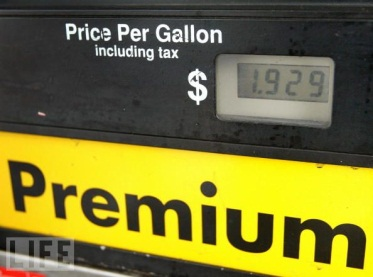 Price Per Gallon
including tax
$ 1.929
Premium
LIFE